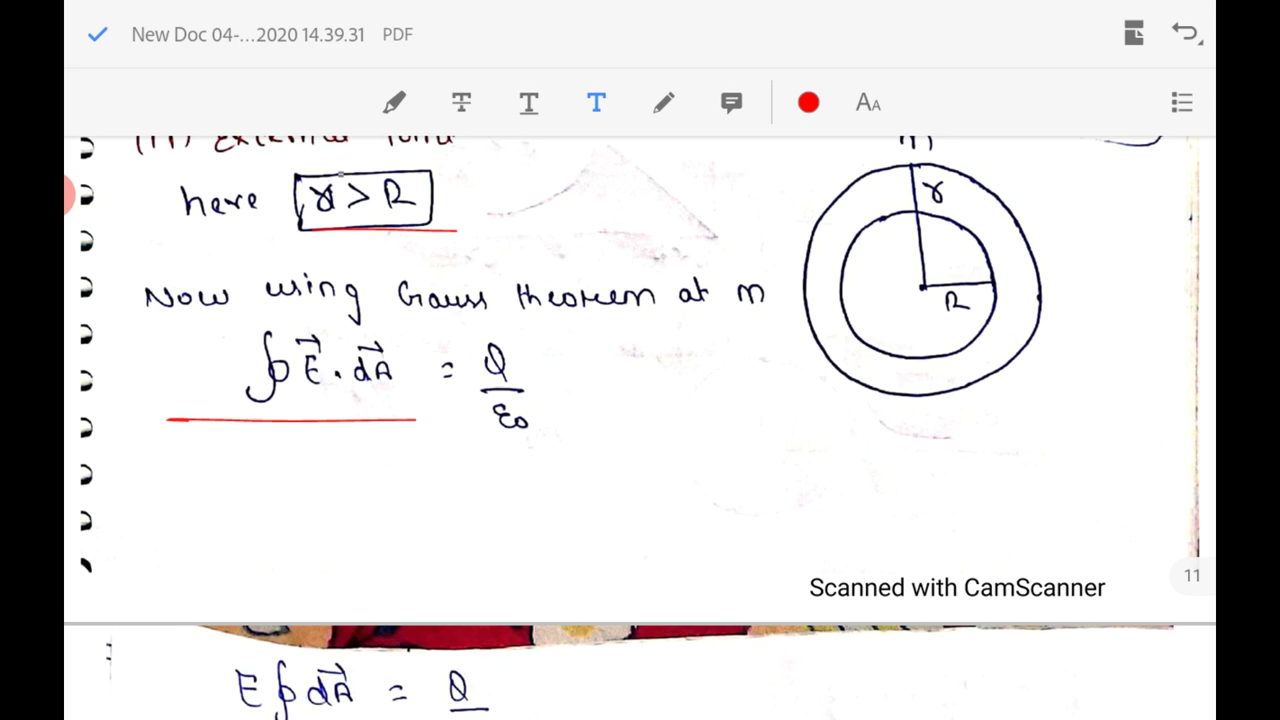 New Doc 04-...2020 14.39.31 PDF
here r > R
r
Now using Gauss theorem at m
R
∮ E⃗ . dA⃗ = Q
ε0
11
Scanned with CamScanner
E ∮ dA⃗ = Q